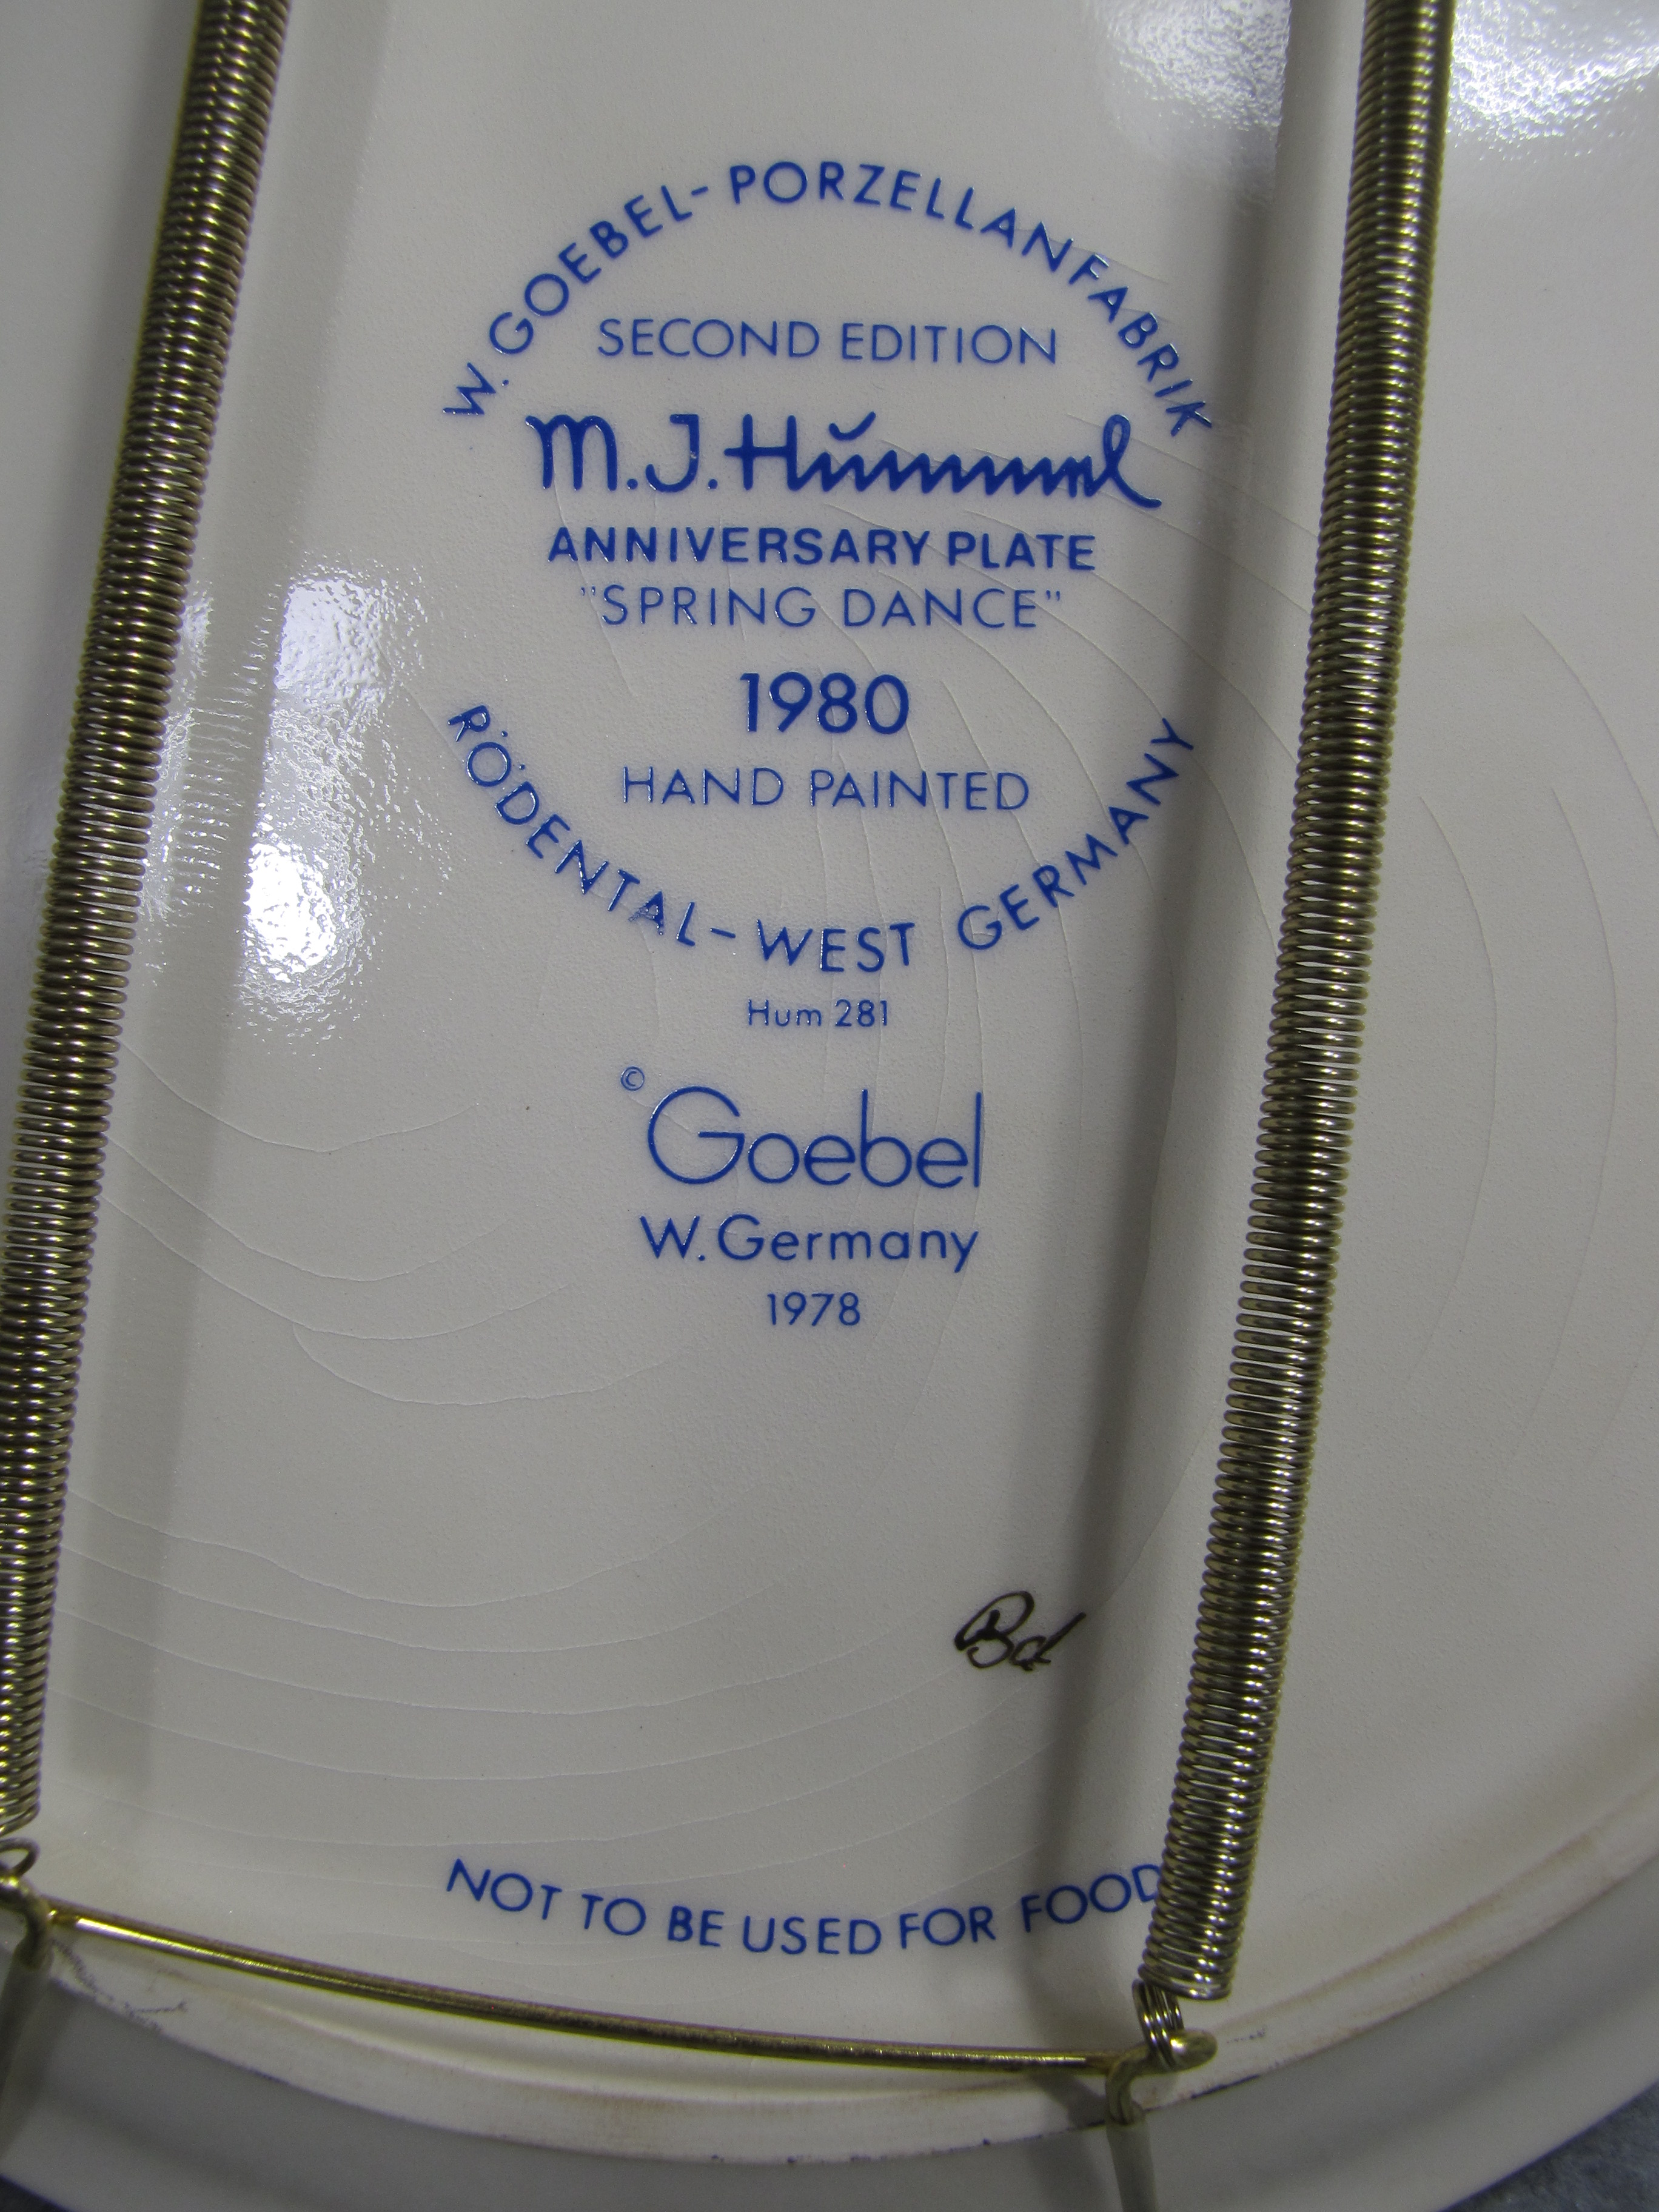 W. GOEBEL-PORZELLANFABRIK
SECOND EDITION
M.J. Hummel
ANNIVERSARY PLATE
"SPRING DANCE"
1980
HAND PAINTED
RÖDENTAL-WEST GERMANY
Hum 281
© Goebel
W. Germany
1978
NOT TO BE USED FOR FOOD